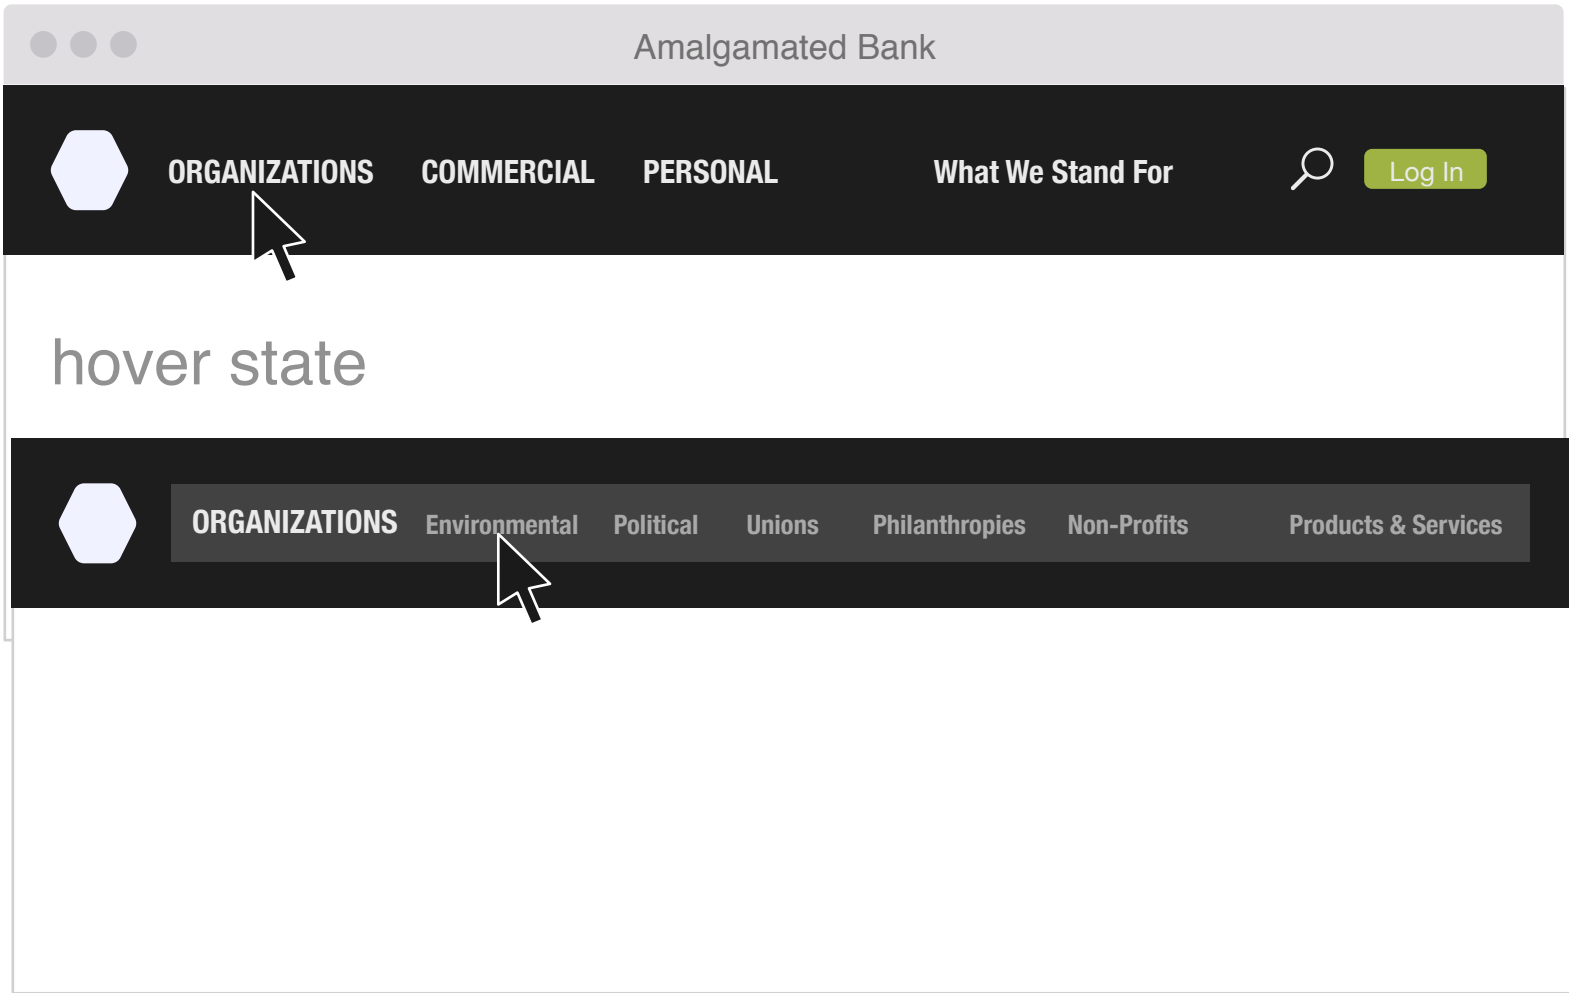 Amalgamated Bank
ORGANIZATIONS COMMERCIAL PERSONAL What We Stand For Log In
hover state
ORGANIZATIONS Environmental Political Unions Philanthropies Non-Profits Products & Services